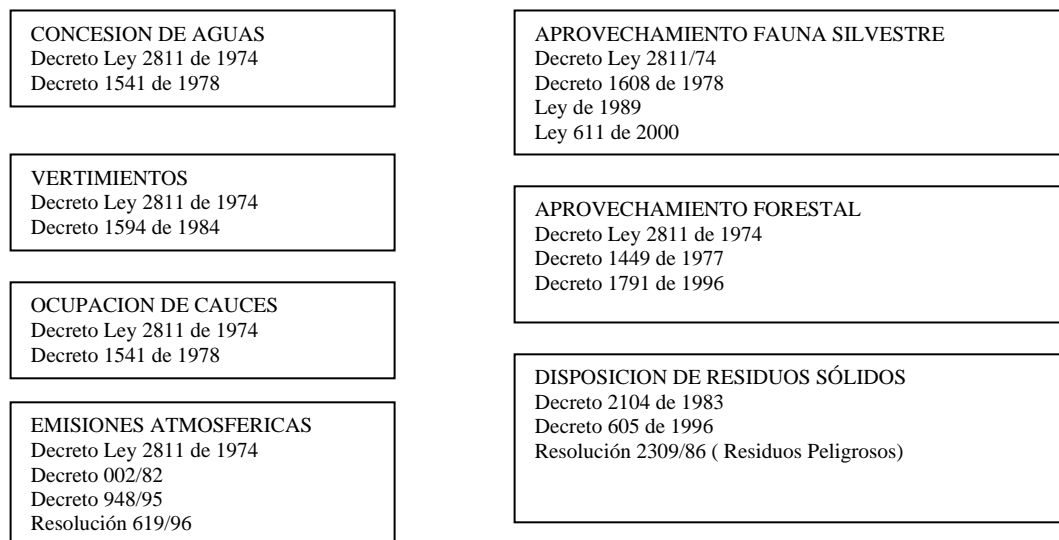 CONCESION DE AGUAS
Decreto Ley 2811 de 1974
Decreto 1541 de 1978
VERTIMIENTOS
Decreto Ley 2811 de 1974
Decreto 1594 de 1984
OCUPACION DE CAUCES
Decreto Ley 2811 de 1974
Decreto 1541 de 1978
EMISIONES ATMOSFERICAS
Decreto Ley 2811 de 1974
Decreto 002/82
Decreto 948/95
Resolución 619/96
APROVECHAMIENTO FAUNA SILVESTRE
Decreto Ley 2811/74
Decreto 1608 de 1978
Ley de 1989
Ley 611 de 2000
APROVECHAMIENTO FORESTAL
Decreto Ley 2811 de 1974
Decreto 1449 de 1977
Decreto 1791 de 1996
DISPOSICION DE RESIDUOS SÓLIDOS
Decreto 2104 de 1983
Decreto 605 de 1996
Resolución 2309/86 ( Residuos Peligrosos)